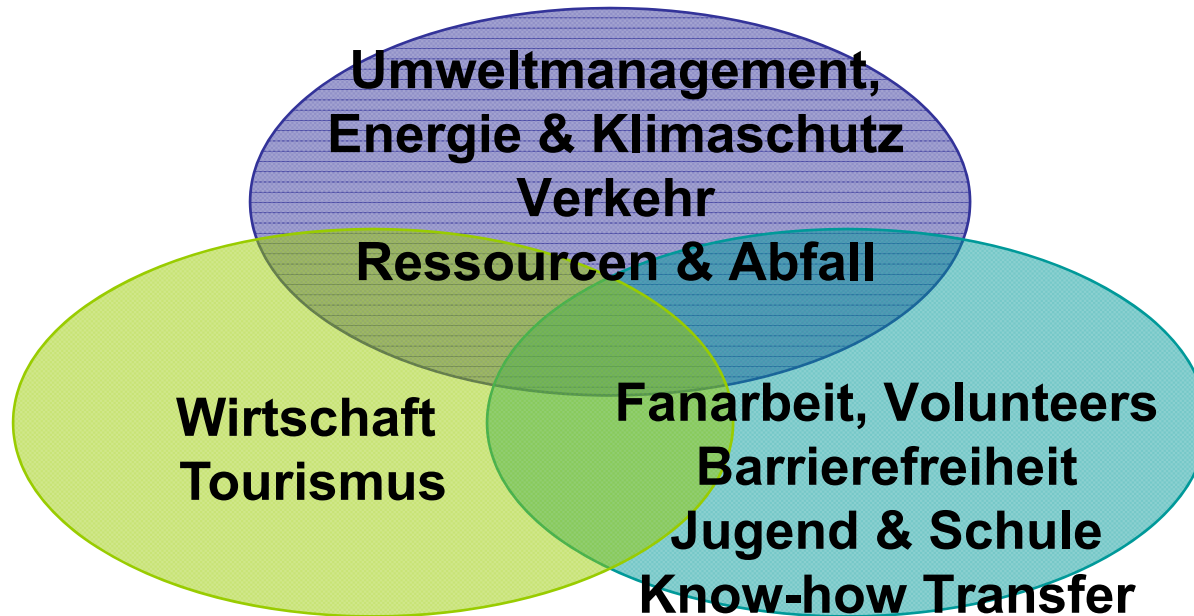 Umweltmanagement,
Energie & Klimaschutz
Verkehr
Ressourcen & Abfall
Wirtschaft
Tourismus
Fanarbeit, Volunteers
Barrierefreiheit
Jugend & Schule
Know-how Transfer